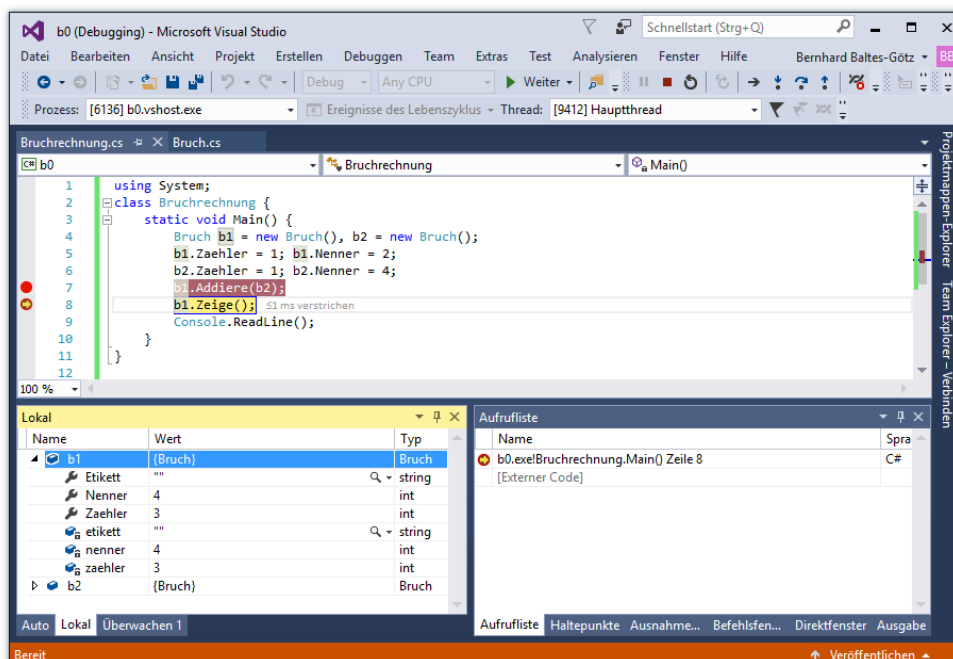 b0 (Debugging) - Microsoft Visual Studio
Schnellstart (Strg+Q)
Datei Bearbeiten Ansicht Projekt Erstellen Debuggen Team Extras Test Analysieren Fenster Hilfe Bernhard Baltes-Götz BB
Debug Any CPU Weiter
Prozess: [6136] b0.vshost.exe Ereignisse des Lebenszyklus Thread: [9412] Hauptthread
Bruchrechnung.cs Bruch.cs
C# b0 Bruchrechnung Main()
1 using System;
2 class Bruchrechnung {
3 static void Main() {
4 Bruch b1 = new Bruch(), b2 = new Bruch();
5 b1.Zaehler = 1; b1.Nenner = 2;
6 b2.Zaehler = 1; b2.Nenner = 4;
7 b1.Addiere(b2);
8 b1.Zeige(); ≤1 ms verstrichen
9 Console.ReadLine();
10 }
11 }
12
100 %
Projektmappen-Explorer Team Explorer – Verbinden
Lokal
Name Wert Typ
b1 {Bruch} Bruch
Etikett "" string
Nenner 4 int
Zaehler 3 int
etikett "" string
nenner 4 int
zaehler 3 int
b2 {Bruch} Bruch
Auto Lokal Überwachen 1
Aufrufliste
Name Spra
b0.exe!Bruchrechnung.Main() Zeile 8 C#
[Externer Code]
Aufrufliste Haltepunkte Ausnahme... Befehlsfen... Direktfenster Ausgabe
Bereit Veröffentlichen